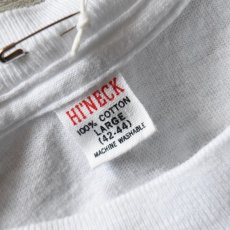 HI'NECK
100% COTTON
LARGE
(42-44)
MACHINE WASHABLE